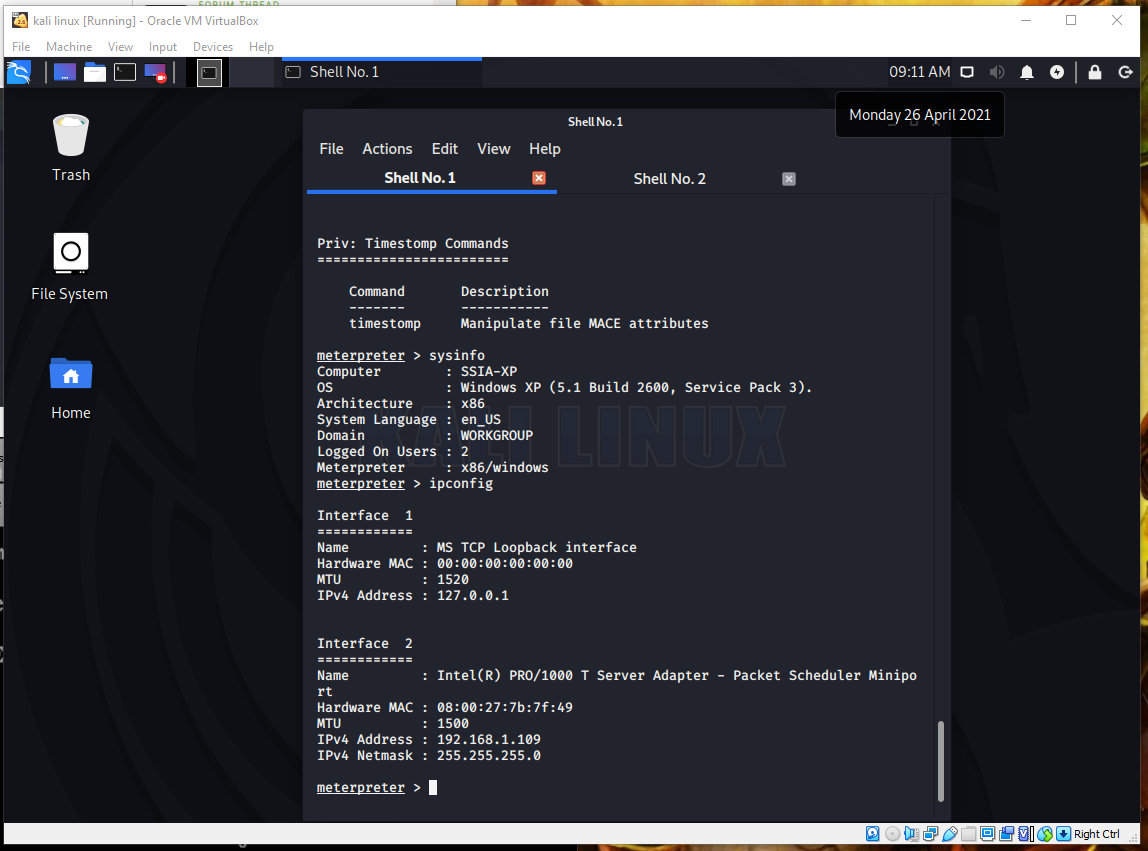 FORUM THREAD
kali linux [Running] - Oracle VM VirtualBox
File Machine View Input Devices Help
Shell No. 1
09:11 AM
Monday 26 April 2021
Trash
File System
Home
Shell No. 1
File Actions Edit View Help
Shell No. 1
Shell No. 2
Priv: Timestomp Commands
========================
Command Description
------- -----------
timestomp Manipulate file MACE attributes
meterpreter > sysinfo
Computer : SSIA-XP
OS : Windows XP (5.1 Build 2600, Service Pack 3).
Architecture : x86
System Language : en_US
Domain : WORKGROUP
Logged On Users : 2
Meterpreter : x86/windows
meterpreter > ipconfig
Interface 1
============
Name : MS TCP Loopback interface
Hardware MAC : 00:00:00:00:00:00
MTU : 1520
IPv4 Address : 127.0.0.1
Interface 2
============
Name : Intel(R) PRO/1000 T Server Adapter - Packet Scheduler Minipo
rt
Hardware MAC : 08:00:27:7b:7f:49
MTU : 1500
IPv4 Address : 192.168.1.109
IPv4 Netmask : 255.255.255.0
meterpreter >
KALI LINUX
Right Ctrl